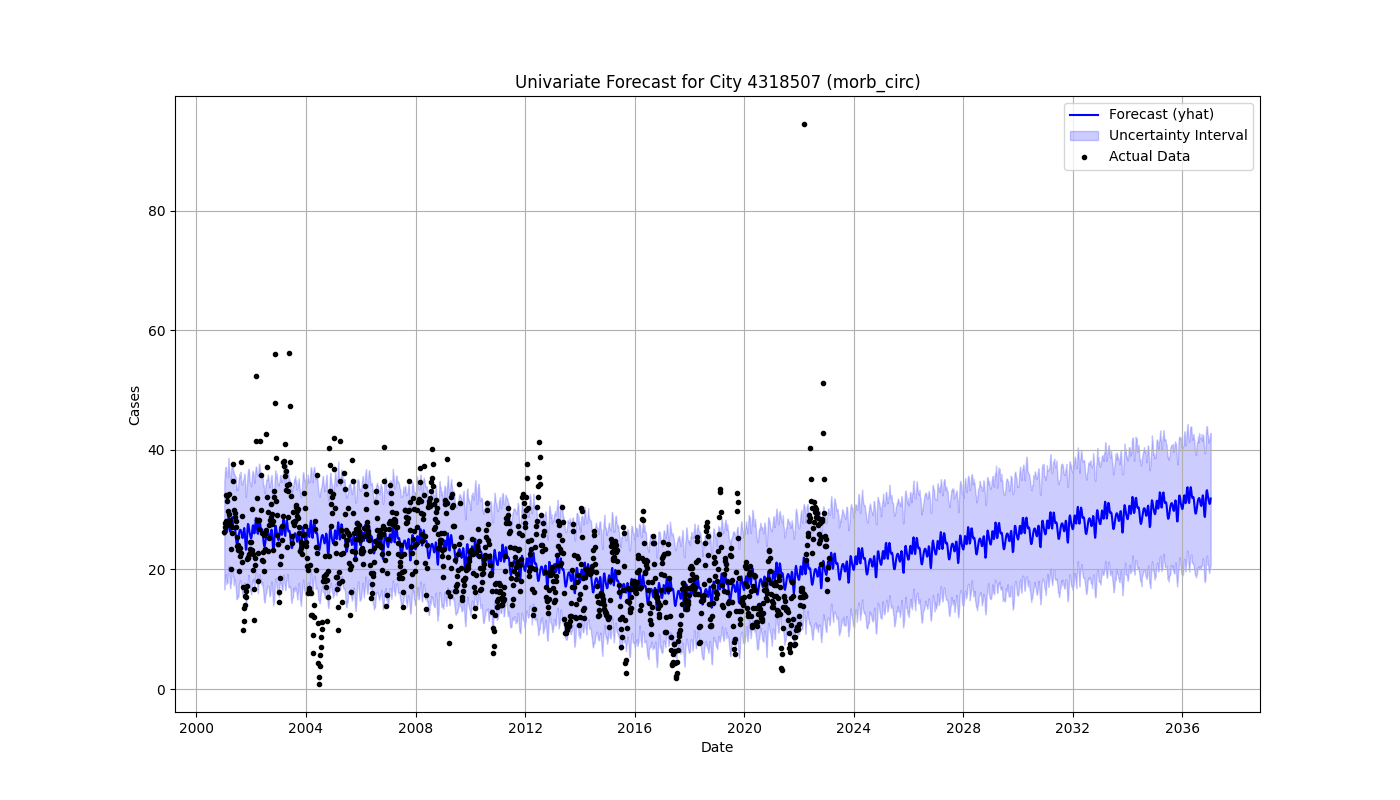 Univariate Forecast for City 4318507 (morb_circ)
Forecast (yhat)
Uncertainty Interval
Actual Data
Cases
80
60
40
20
0
2000 2004 2008 2012 2016 2020 2024 2028 2032 2036
Date